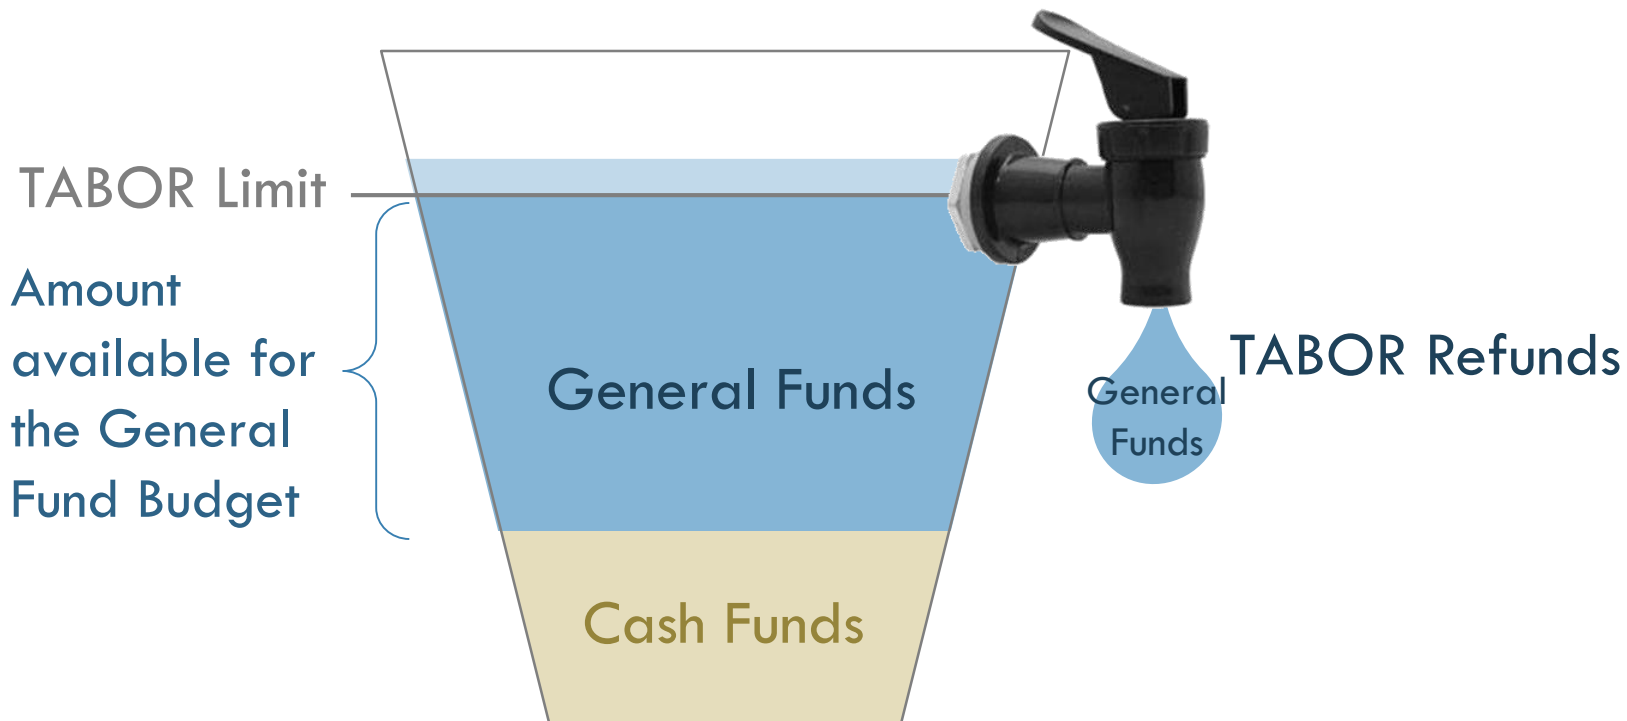 TABOR Limit
Amount
available for
the General
Fund Budget
General Funds
Cash Funds
TABOR Refunds
General
Funds